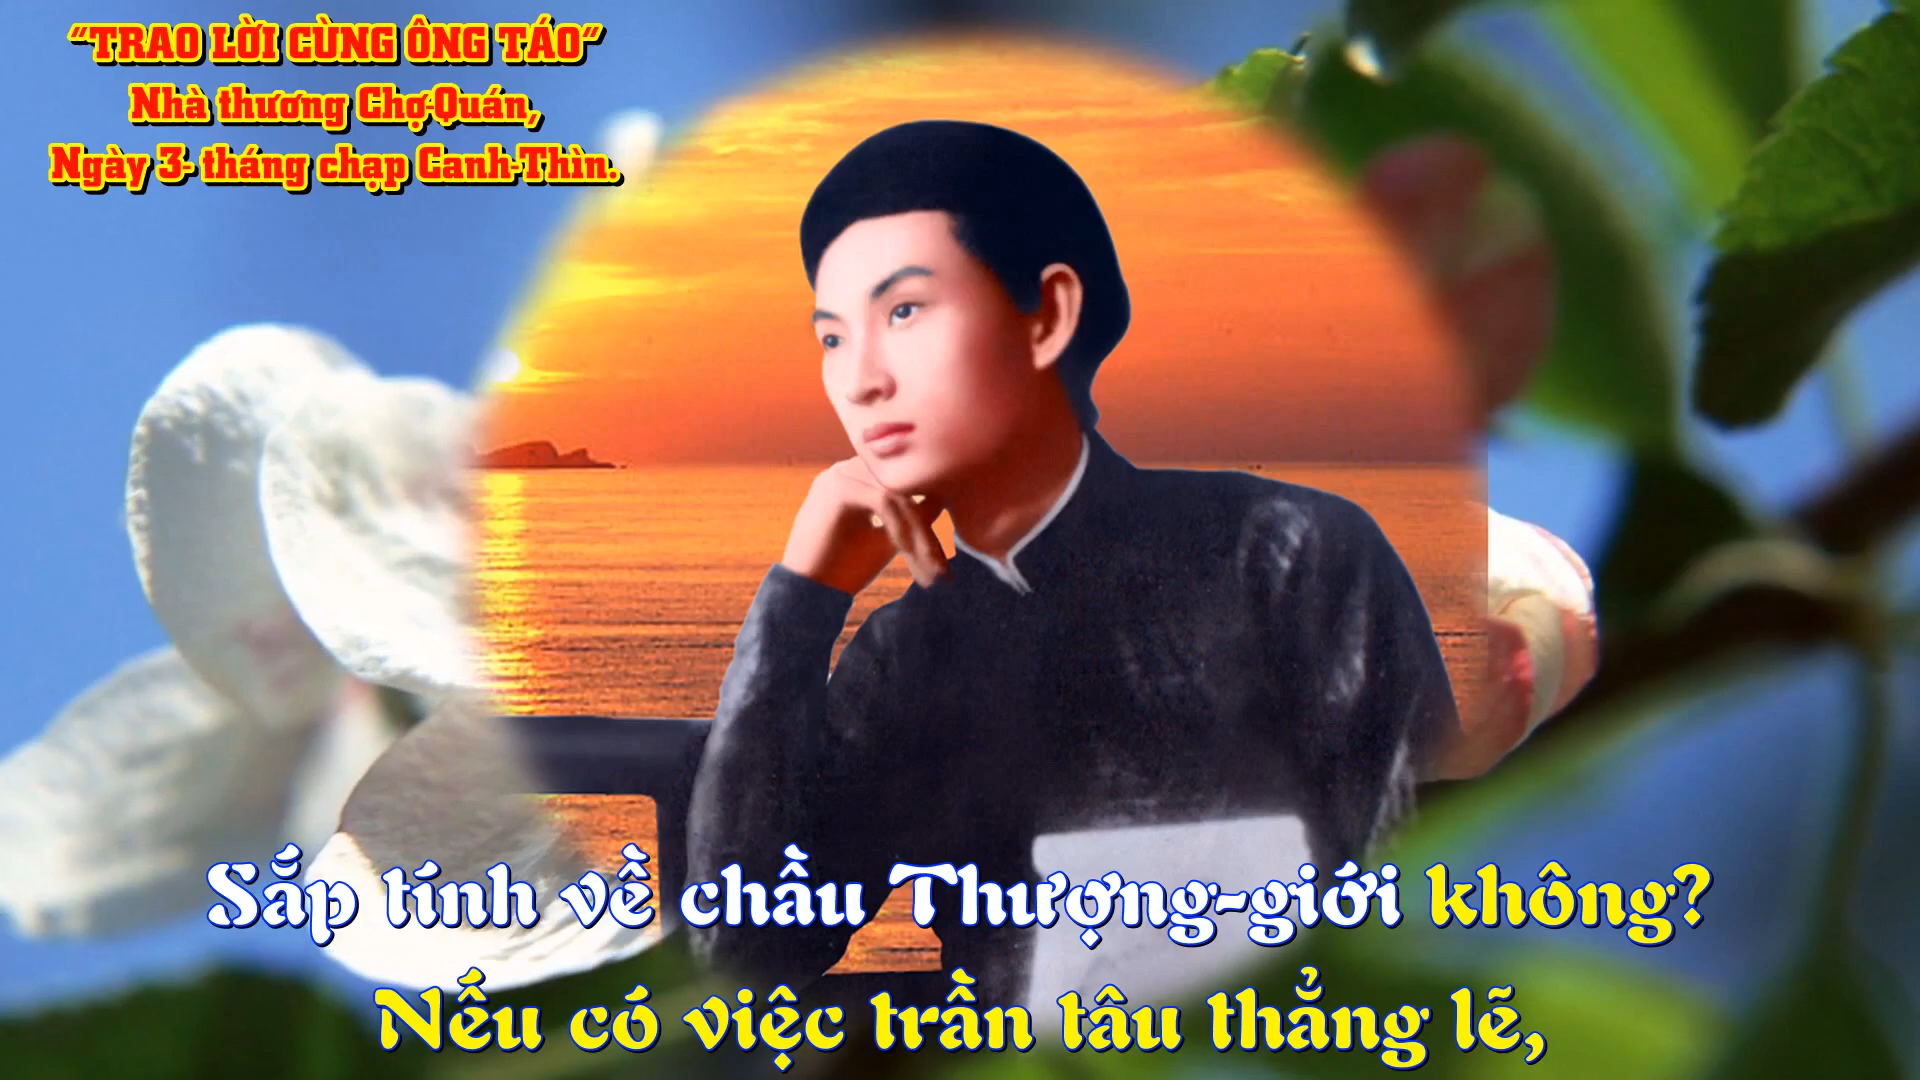 "TRAO LỜI CÙNG ÔNG TÁO"
Nhà thương Chợ-Quán,
Ngày 3- tháng chạp Canh-Thìn.
Sắp tính về chầu Thượng-giới không?
Nếu có việc trần tâu thẳng lẽ,